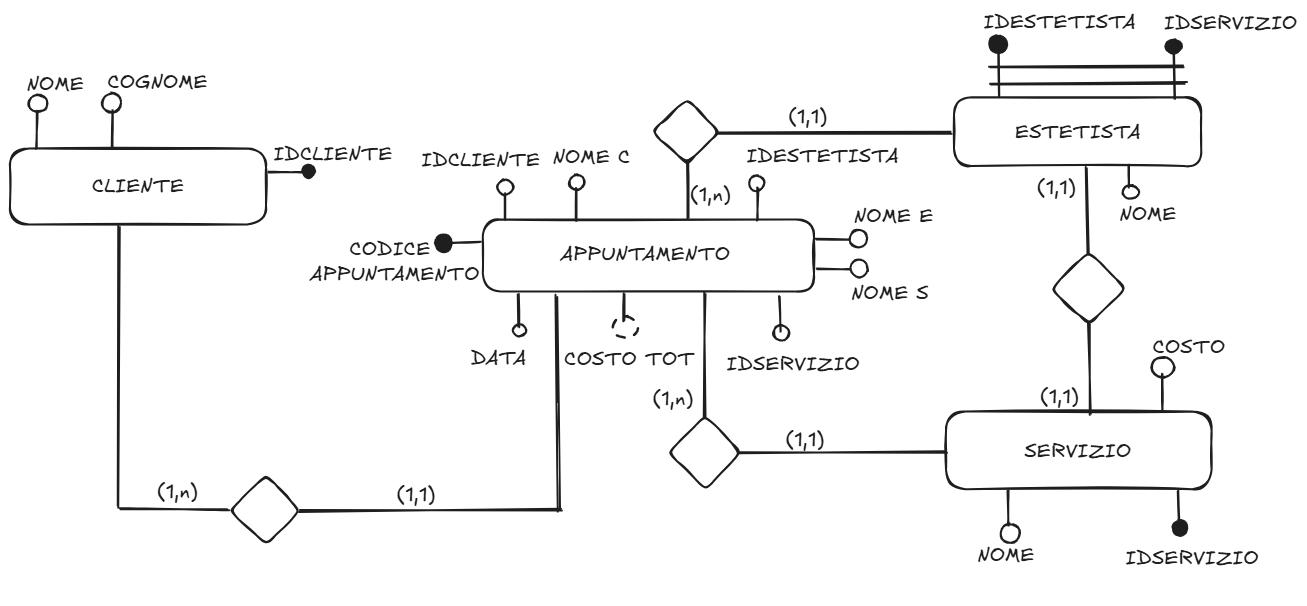 IDESTETISTA
IDSERVIZIO
NOME
COGNOME
(1,1)
ESTETISTA
IDCLIENTE
IDCLIENTE
NOME C
IDESTETISTA
CLIENTE
(1,n)
(1,1)
NOME
NOME E
CODICE
APPUNTAMENTO
APPUNTAMENTO
NOME S
DATA
COSTO TOT
IDSERVIZIO
COSTO
(1,n)
(1,1)
(1,1)
SERVIZIO
(1,n)
(1,1)
NOME
IDSERVIZIO